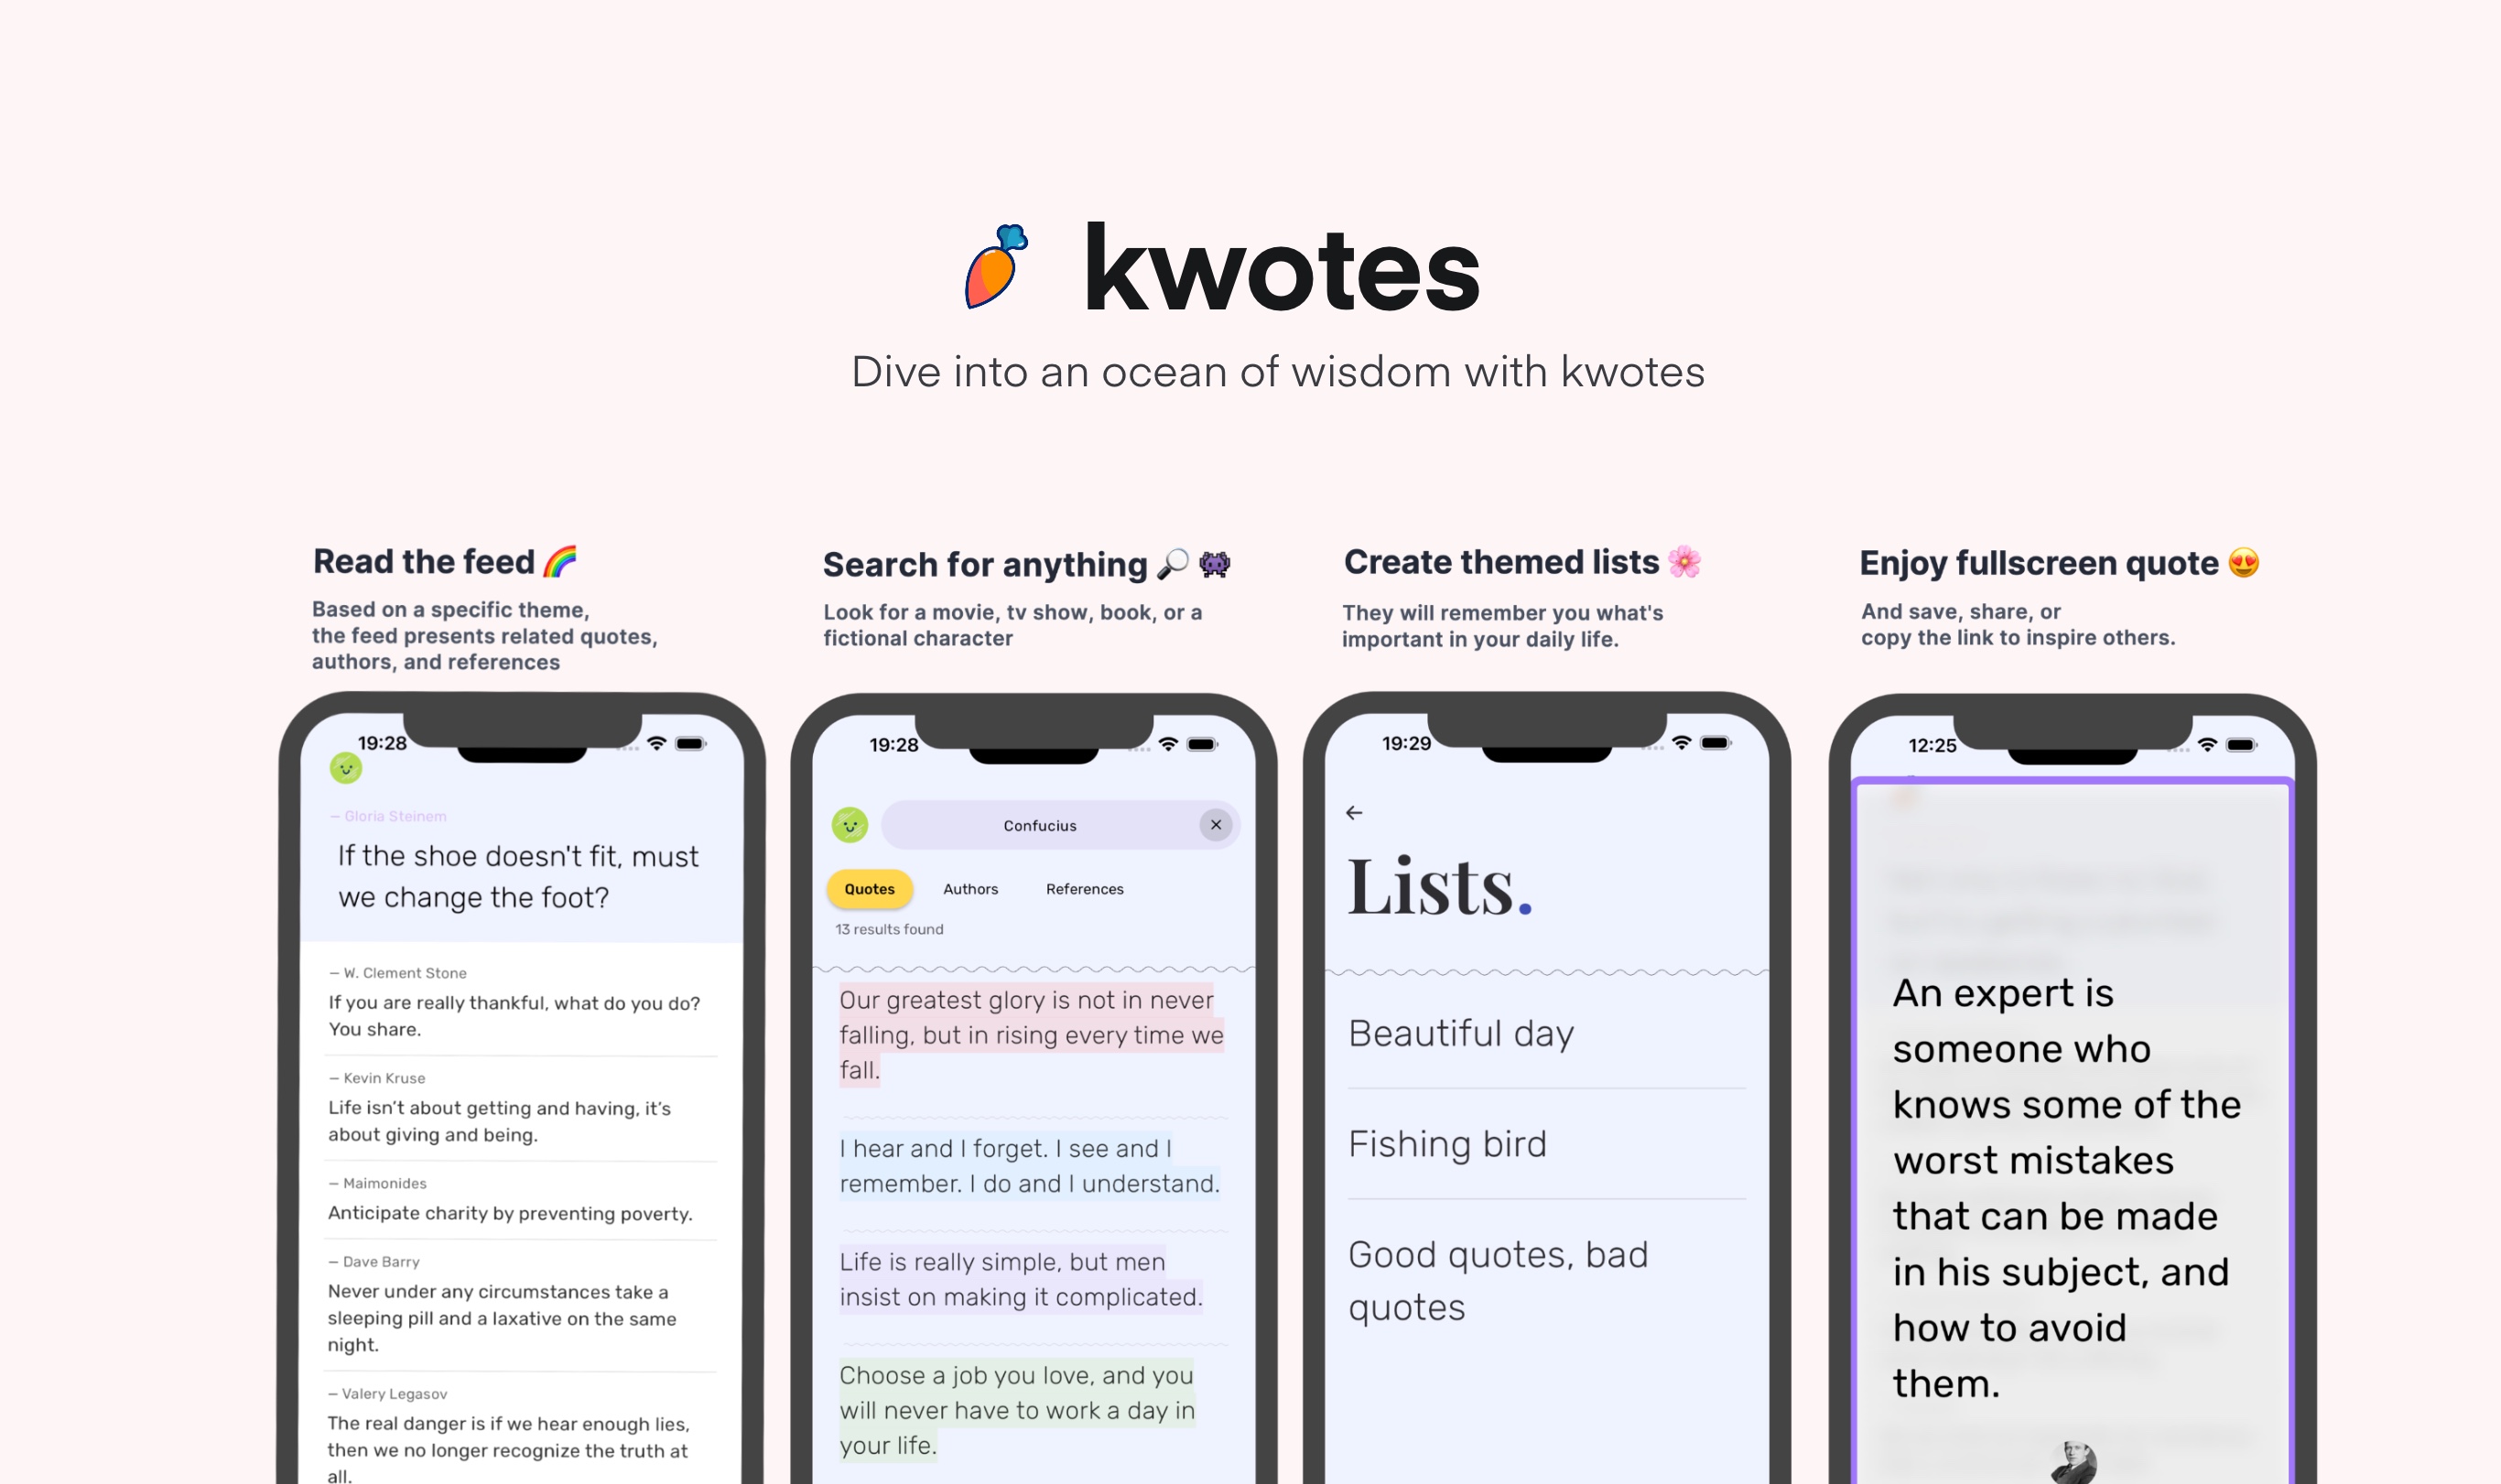 kwotes
Dive into an ocean of wisdom with kwotes
Read the feed 🌈
Based on a specific theme,
the feed presents related quotes,
authors, and references
19:28
— Gloria Steinem
If the shoe doesn't fit, must
we change the foot?
— W. Clement Stone
If you are really thankful, what do you do?
You share.
— Kevin Kruse
Life isn’t about getting and having, it’s
about giving and being.
— Maimonides
Anticipate charity by preventing poverty.
— Dave Barry
Never under any circumstances take a
sleeping pill and a laxative on the same
night.
— Valery Legasov
The real danger is if we hear enough lies,
then we no longer recognize the truth at
all.
Search for anything 🔎 👾
Look for a movie, tv show, book, or a
fictional character
19:28
Confucius
Quotes Authors References
13 results found
Our greatest glory is not in never
falling, but in rising every time we
fall.
I hear and I forget. I see and I
remember. I do and I understand.
Life is really simple, but men
insist on making it complicated.
Choose a job you love, and you
will never have to work a day in
your life.
Create themed lists 🌸
They will remember you what's
important in your daily life.
19:29
Lists.
Beautiful day
Fishing bird
Good quotes, bad
quotes
Enjoy fullscreen quote 😍
And save, share, or
copy the link to inspire others.
12:25
An expert is
someone who
knows some of the
worst mistakes
that can be made
in his subject, and
how to avoid
them.